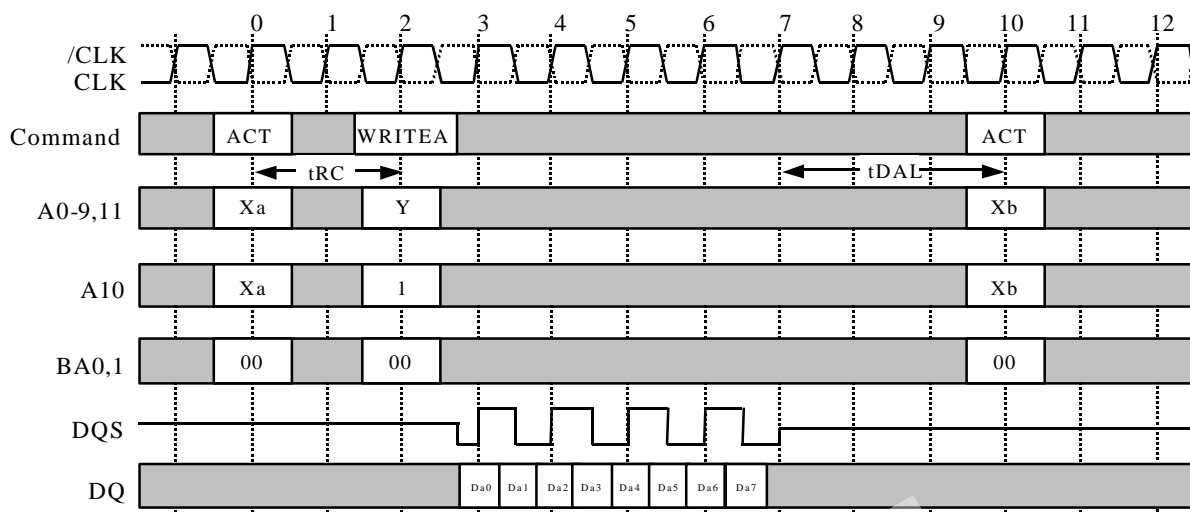 0 1 2 3 4 5 6 7 8 9 10 11 12
/CLK
CLK
Command ACT WRITEA ACT
tRC tDAL
A0-9,11 Xa Y Xb
A10 Xa 1 Xb
BA0,1 00 00 00
DQS
DQ Da0 Da1 Da2 Da3 Da4 Da5 Da6 Da7